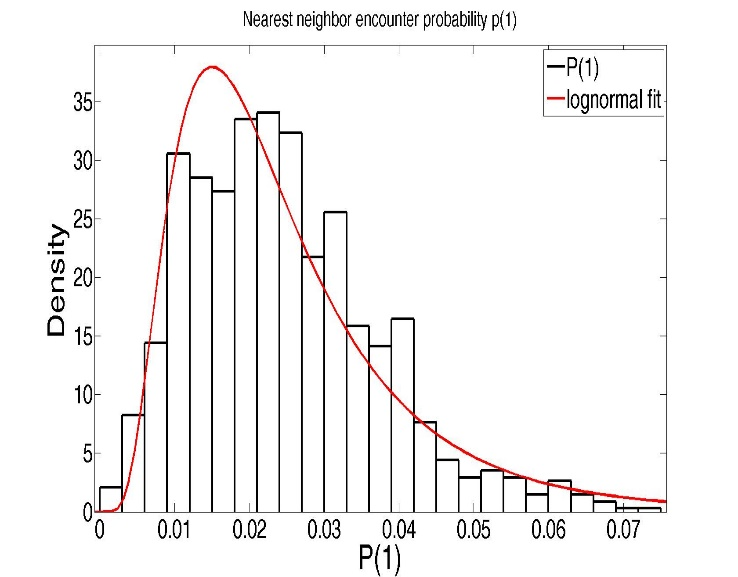 Nearest neighbor encounter probability p(1)
P(1)
lognormal fit
35
30
25
20
15
10
5
0
Density
0 0.01 0.02 0.03 0.04 0.05 0.06 0.07
P(1)